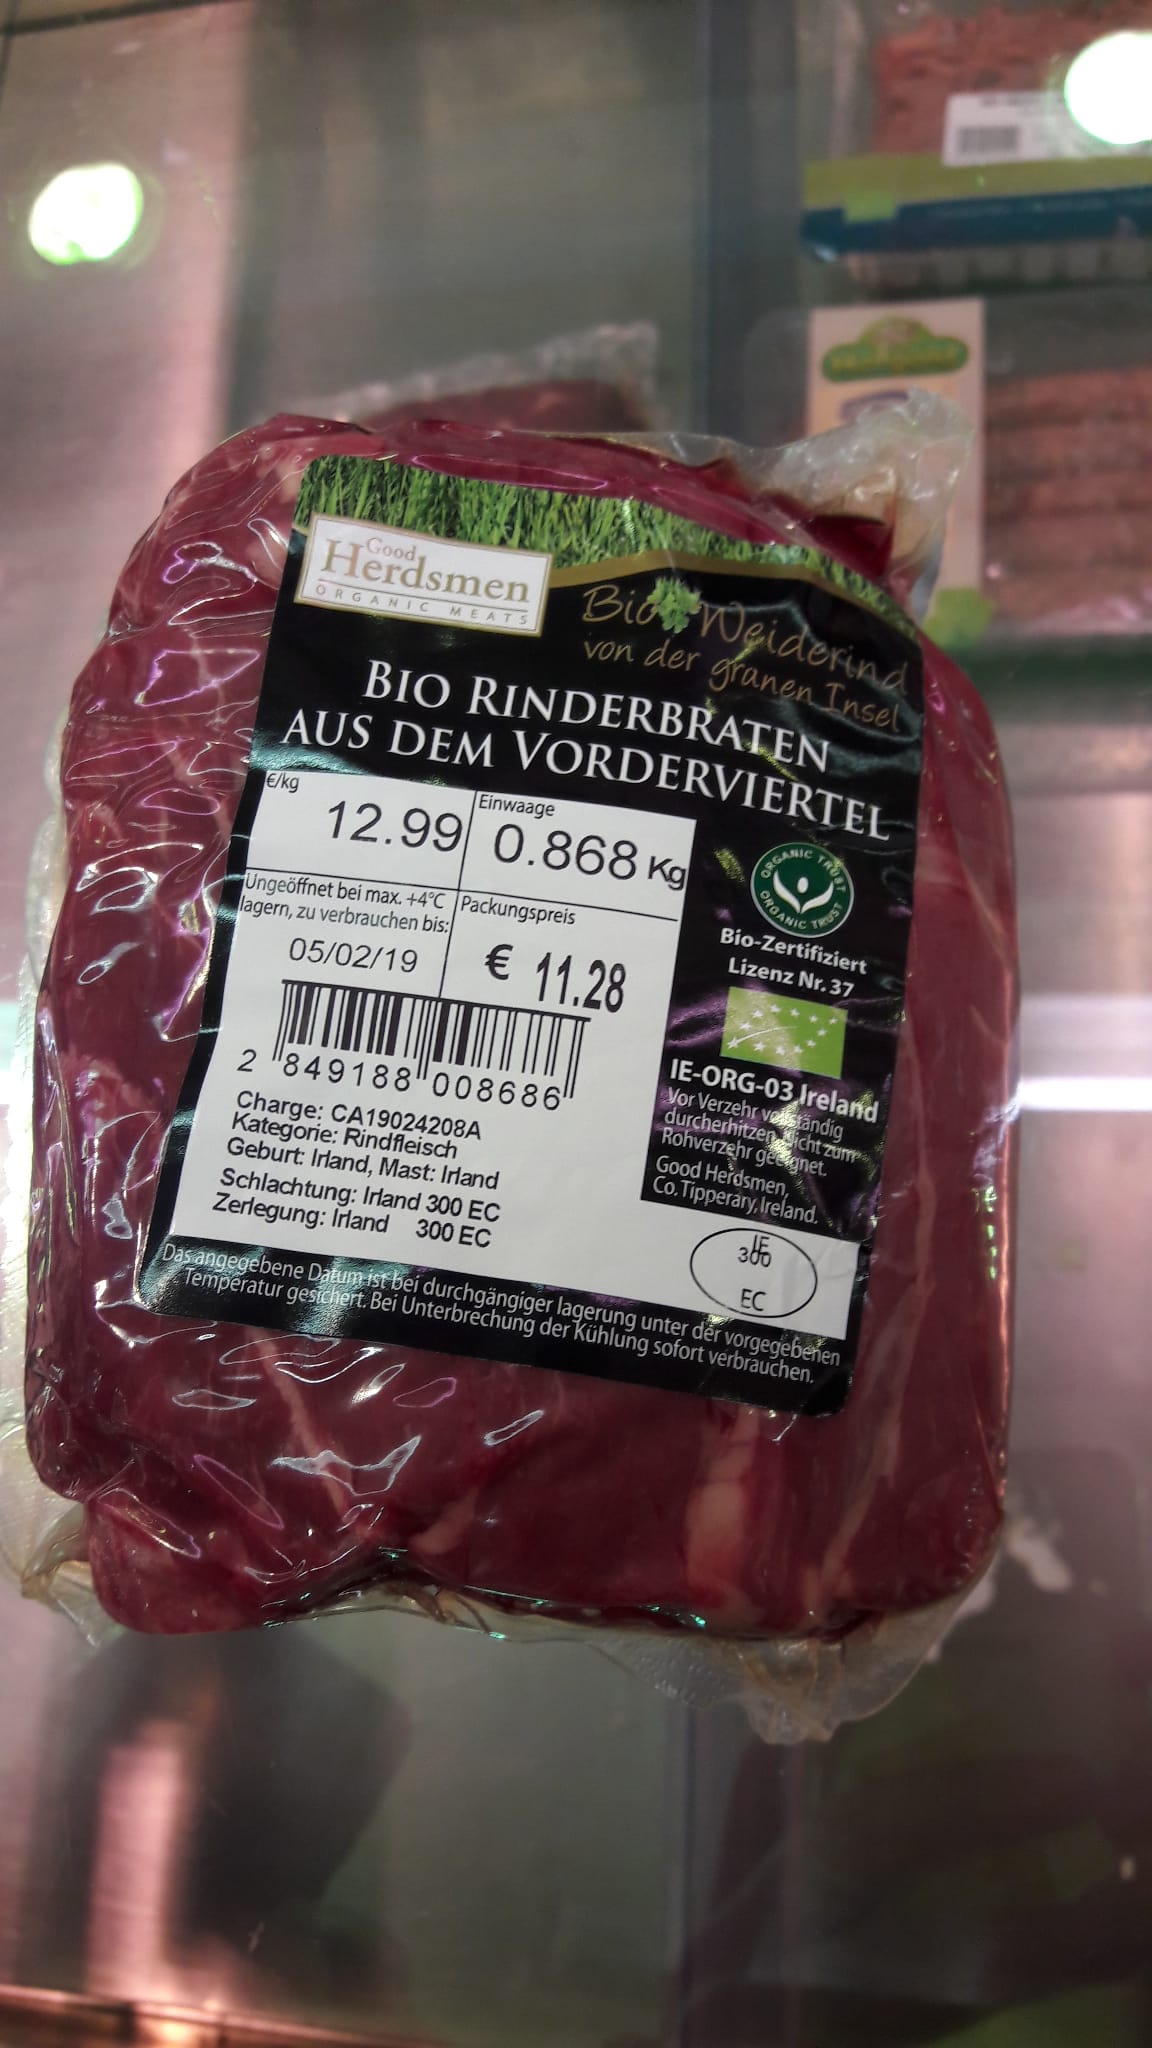 Good
Herdsmen
ORGANIC MEATS
Bio Weiderind
von der granen Insel
BIO RINDERBRATEN
AUS DEM VORDERVIERTEL
€/kg
12.99
Einwaage
0.868 Kg
Ungeöffnet bei max. +4°C
lagern, zu verbrauchen bis:
05/02/19
Packungspreis
€ 11.28
2 849188 008686
Charge: CA19024208A
Kategorie: Rindfleisch
Geburt: Irland, Mast: Irland
Schlachtung: Irland 300 EC
Zerlegung: Irland 300 EC
ORGANIC TRUST
ORGANIC TRUST
Bio-Zertifiziert
Lizenz Nr. 37
IE-ORG-03 Ireland
Vor Verzehr vollständig
durcherhitzen, nicht zum
Rohverzehr geeignet.
Good Herdsmen,
Co. Tipperary, Ireland.
IE
300
EC
Das angegebene Datum ist bei durchgängiger lagerung unter der vorgegebenen
Temperatur gesichert. Bei Unterbrechung der Kühlung sofort verbrauchen.